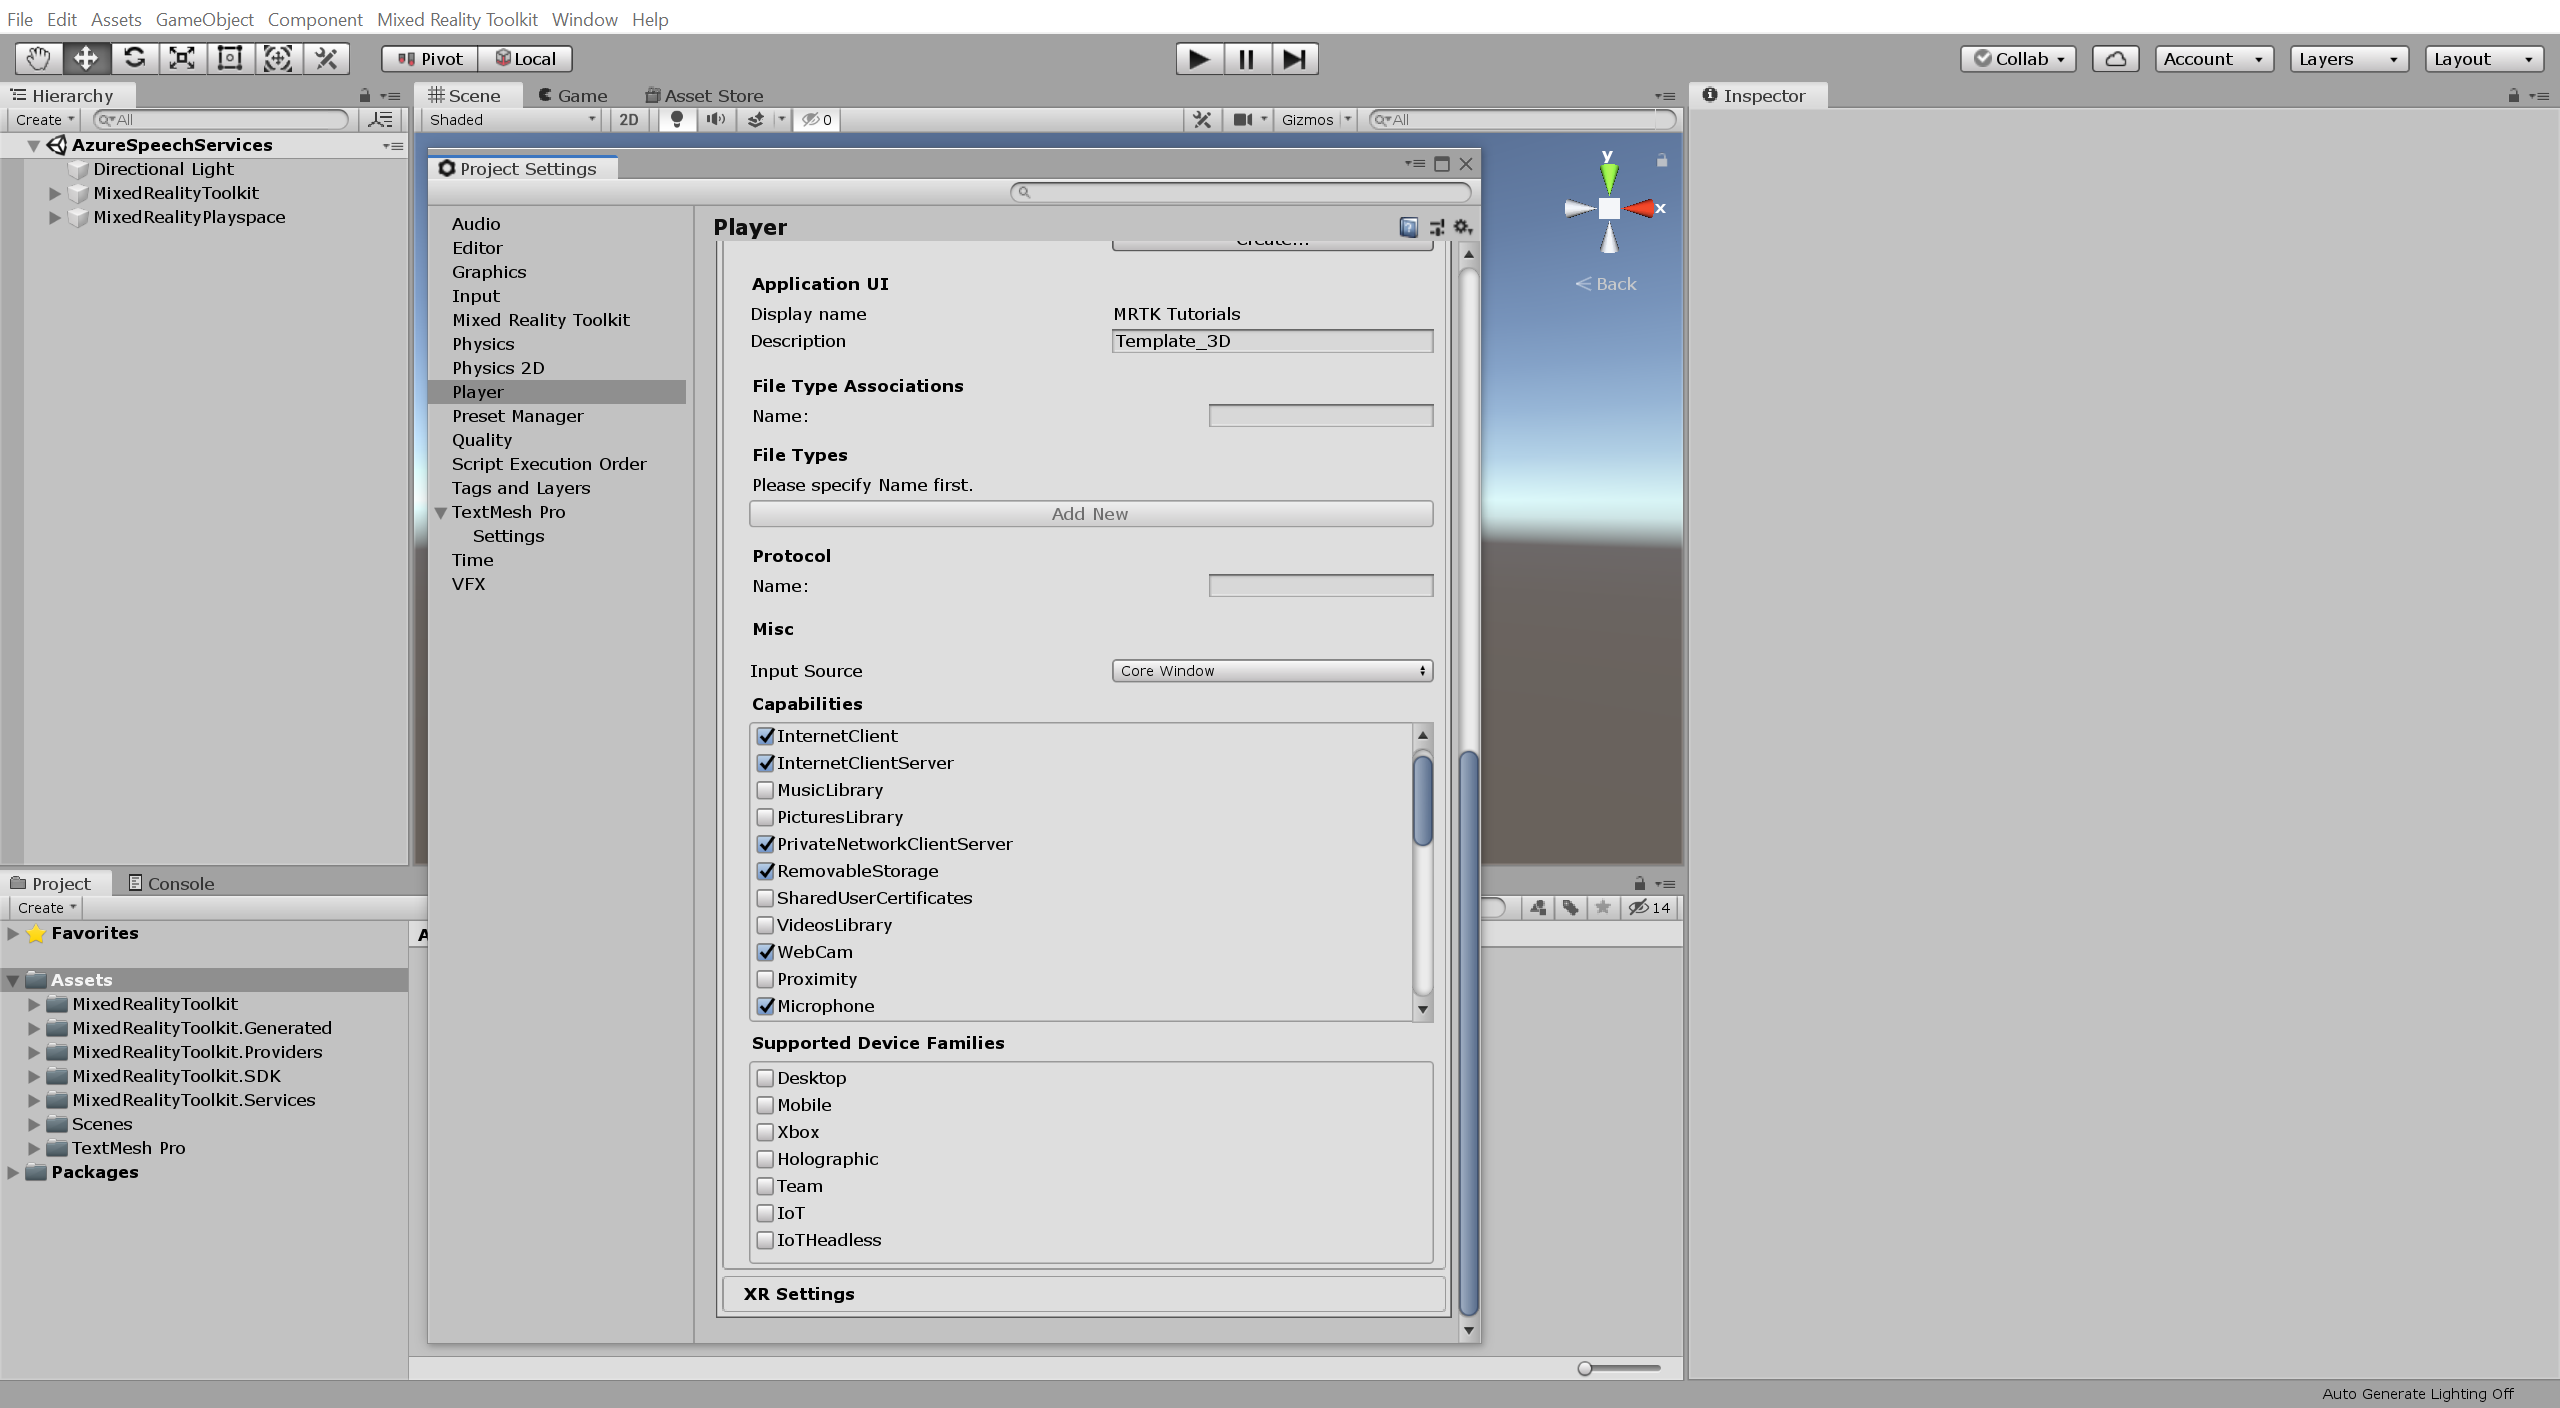 File Edit Assets GameObject Component Mixed Reality Toolkit Window Help
Pivot Local Collab Account Layers Layout
Hierarchy
Create All
AzureSpeechServices
Directional Light
MixedRealityToolkit
MixedRealityPlayspace
Scene Game Asset Store
Shaded 2D 0 Gizmos All
y
x
Back
Inspector
Project Settings
Audio
Editor
Graphics
Input
Mixed Reality Toolkit
Physics
Physics 2D
Player
Preset Manager
Quality
Script Execution Order
Tags and Layers
TextMesh Pro
Settings
Time
VFX
Player
Create...
Application UI
Display name MRTK Tutorials
Description Template_3D
File Type Associations
Name:
File Types
Please specify Name first.
Add New
Protocol
Name:
Misc
Input Source Core Window
Capabilities
InternetClient
InternetClientServer
MusicLibrary
PicturesLibrary
PrivateNetworkClientServer
RemovableStorage
SharedUserCertificates
VideosLibrary
WebCam
Proximity
Microphone
Supported Device Families
Desktop
Mobile
Xbox
Holographic
Team
IoT
IoTHeadless
XR Settings
Project Console
Create
14
Favorites
Assets
MixedRealityToolkit
MixedRealityToolkit.Generated
MixedRealityToolkit.Providers
MixedRealityToolkit.SDK
MixedRealityToolkit.Services
Scenes
TextMesh Pro
Packages
Auto Generate Lighting Off